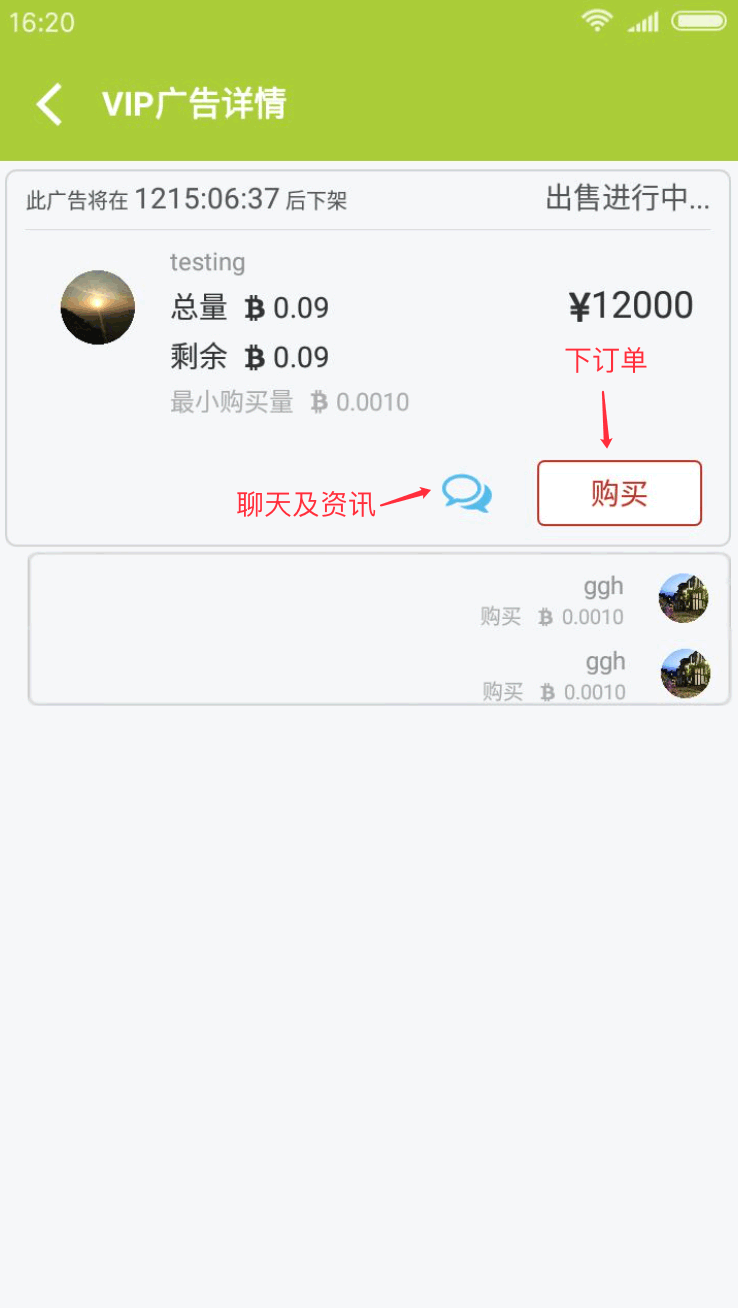 16:20
VIP广告详情
此广告将在 1215:06:37 后下架 出售进行中...
testing
总量 ฿ 0.09 ¥12000
剩余 ฿ 0.09 下订单
最小购买量 ฿ 0.0010
聊天及资讯 购买
ggh
购买 ฿ 0.0010
ggh
购买 ฿ 0.0010